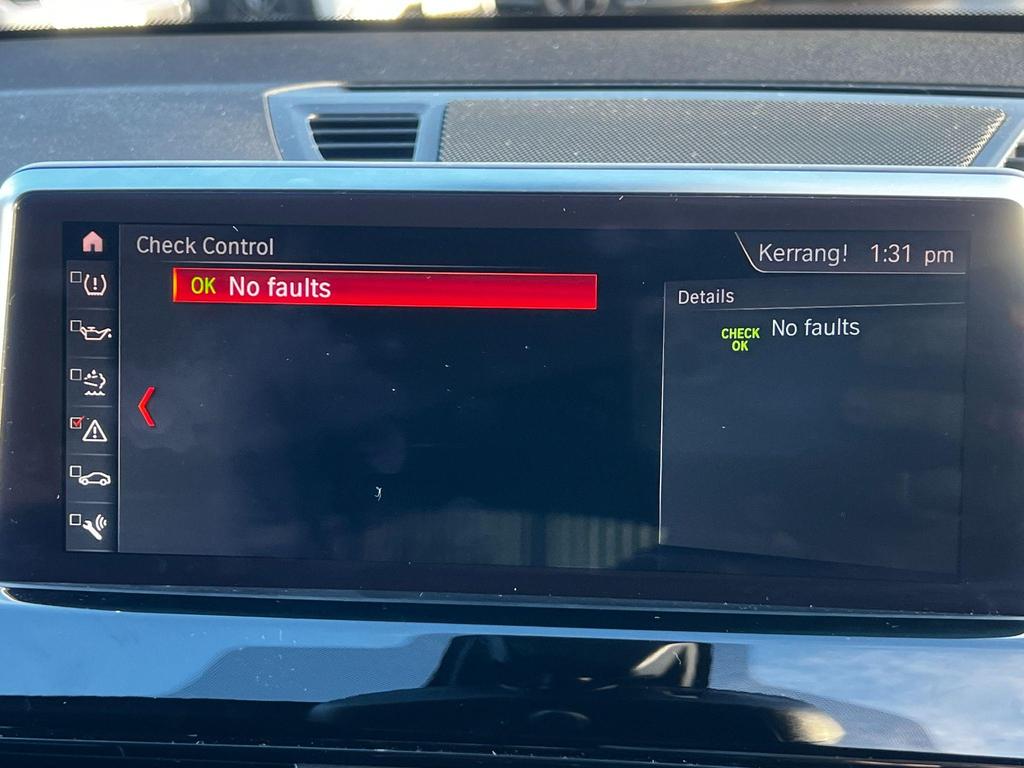 Check Control
Kerrang! 1:31 pm
OK No faults
Details
CHECK OK No faults